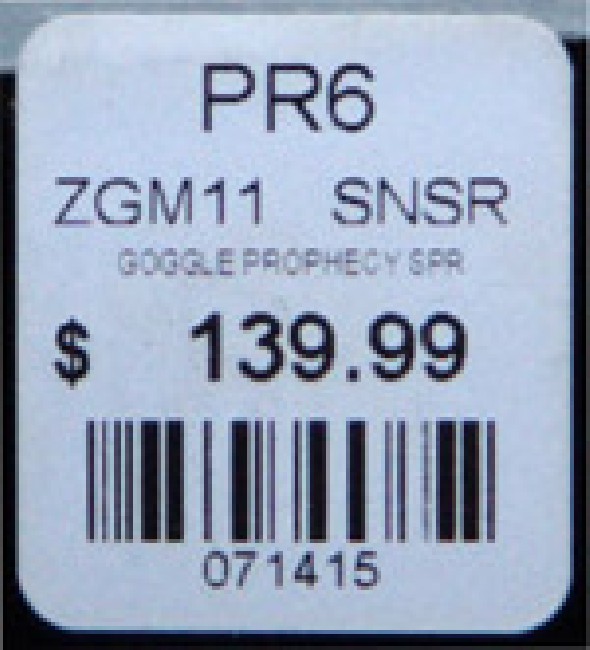 PR6
ZGM11 SNSR
GOGGLE PROPHECY SPR
$ 139.99
071415